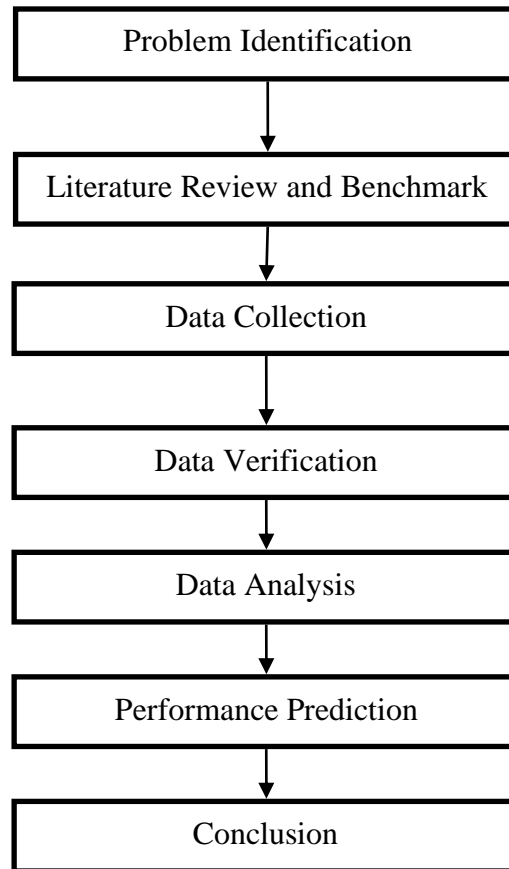 Problem Identification
Literature Review and Benchmark
Data Collection
Data Verification
Data Analysis
Performance Prediction
Conclusion